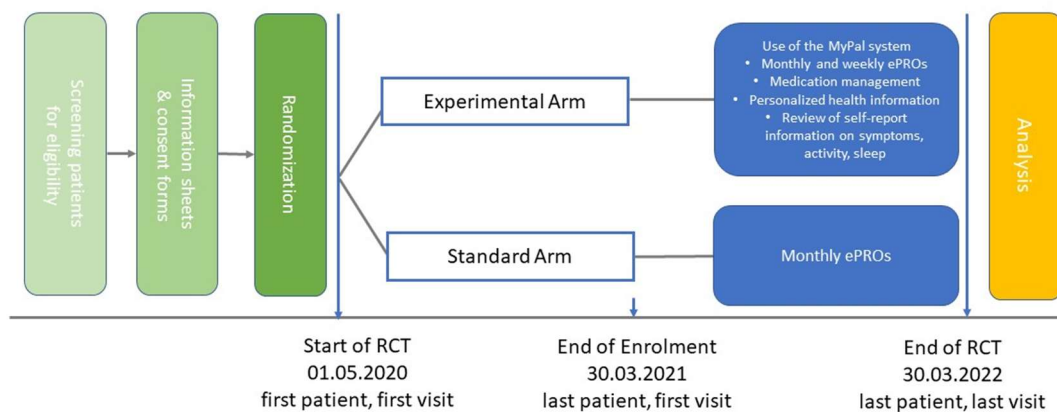 Screening patients
for eligibility
Information sheets
& consent forms
Randomization
Experimental Arm
Use of the MyPal system
• Monthly and weekly ePROs
• Medication management
• Personalized health information
• Review of self-report
information on symptoms,
activity, sleep
Standard Arm
Monthly ePROs
Analysis
Start of RCT
01.05.2020
first patient, first visit
End of Enrolment
30.03.2021
last patient, first visit
End of RCT
30.03.2022
last patient, last visit